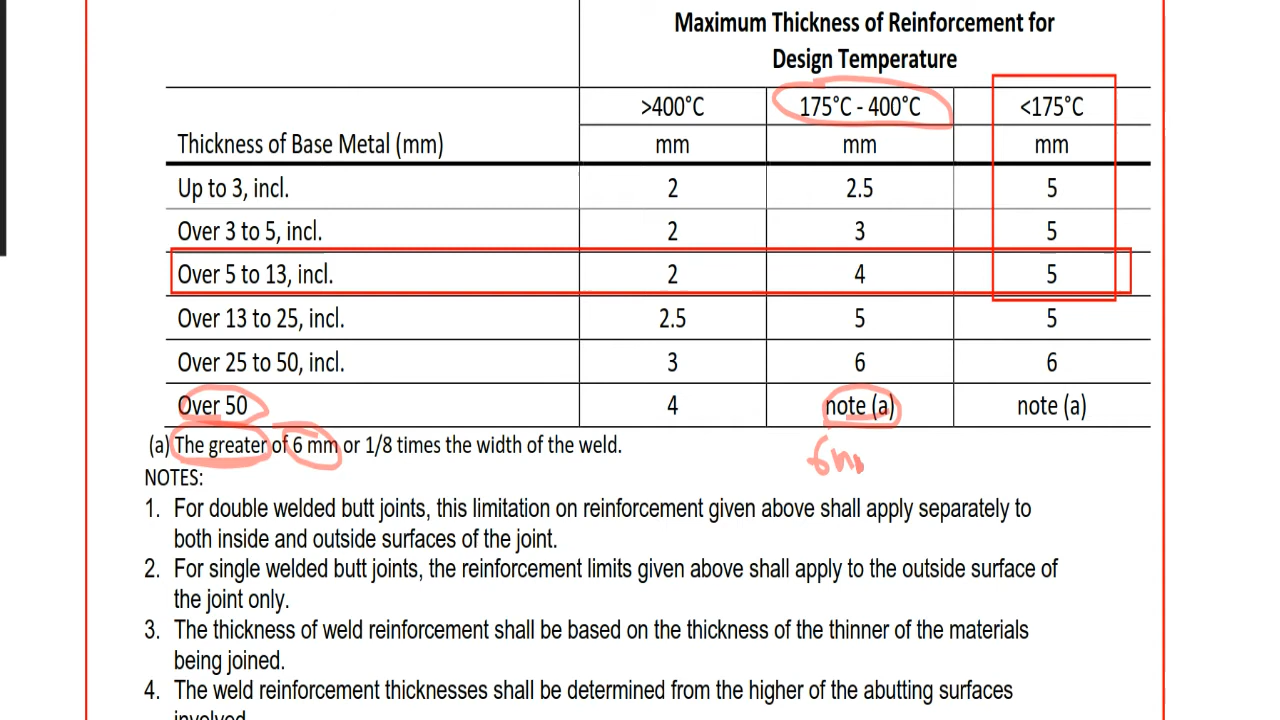 Maximum Thickness of Reinforcement for
Design Temperature
>400°C 175°C - 400°C <175°C
Thickness of Base Metal (mm) mm mm mm
Up to 3, incl. 2 2.5 5
Over 3 to 5, incl. 2 3 5
Over 5 to 13, incl. 2 4 5
Over 13 to 25, incl. 2.5 5 5
Over 25 to 50, incl. 3 6 6
Over 50 4 note (a) note (a)
(a) The greater of 6 mm or 1/8 times the width of the weld.
NOTES:
1. For double welded butt joints, this limitation on reinforcement given above shall apply separately to
both inside and outside surfaces of the joint.
2. For single welded butt joints, the reinforcement limits given above shall apply to the outside surface of
the joint only.
3. The thickness of weld reinforcement shall be based on the thickness of the thinner of the materials
being joined.
4. The weld reinforcement thicknesses shall be determined from the higher of the abutting surfaces
involved.